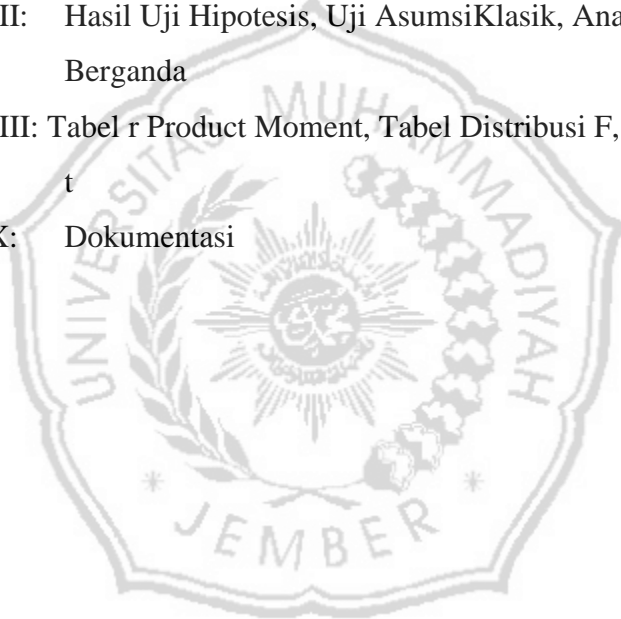 II: Hasil Uji Hipotesis, Uji AsumsiKlasik, Ana
Berganda
III: Tabel r Product Moment, Tabel Distribusi F,
t
X: Dokumentasi
UNIVERSITAS MUHAMMADIYAH
JEMBER